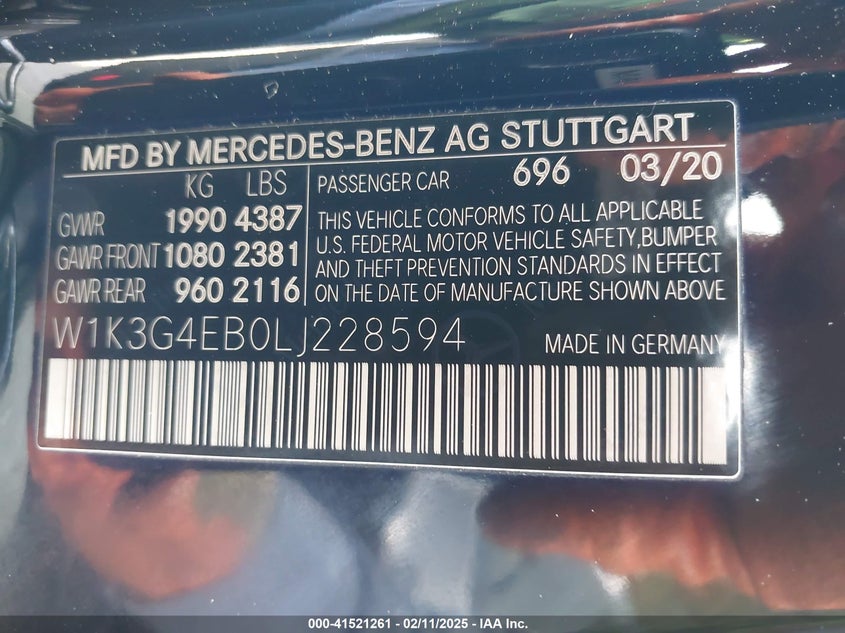 MFD BY MERCEDES-BENZ AG STUTTGART
KG LBS
GVWR 1990 4387
GAWR FRONT 1080 2381
GAWR REAR 960 2116
PASSENGER CAR 696 03/20
THIS VEHICLE CONFORMS TO ALL APPLICABLE
U.S. FEDERAL MOTOR VEHICLE SAFETY, BUMPER
AND THEFT PREVENTION STANDARDS IN EFFECT
ON THE DATE OF MANUFACTURE SHOWN ABOVE
W1K3G4EB0LJ228594
MADE IN GERMANY
000-41521261 - 02/11/2025 - IAA Inc.